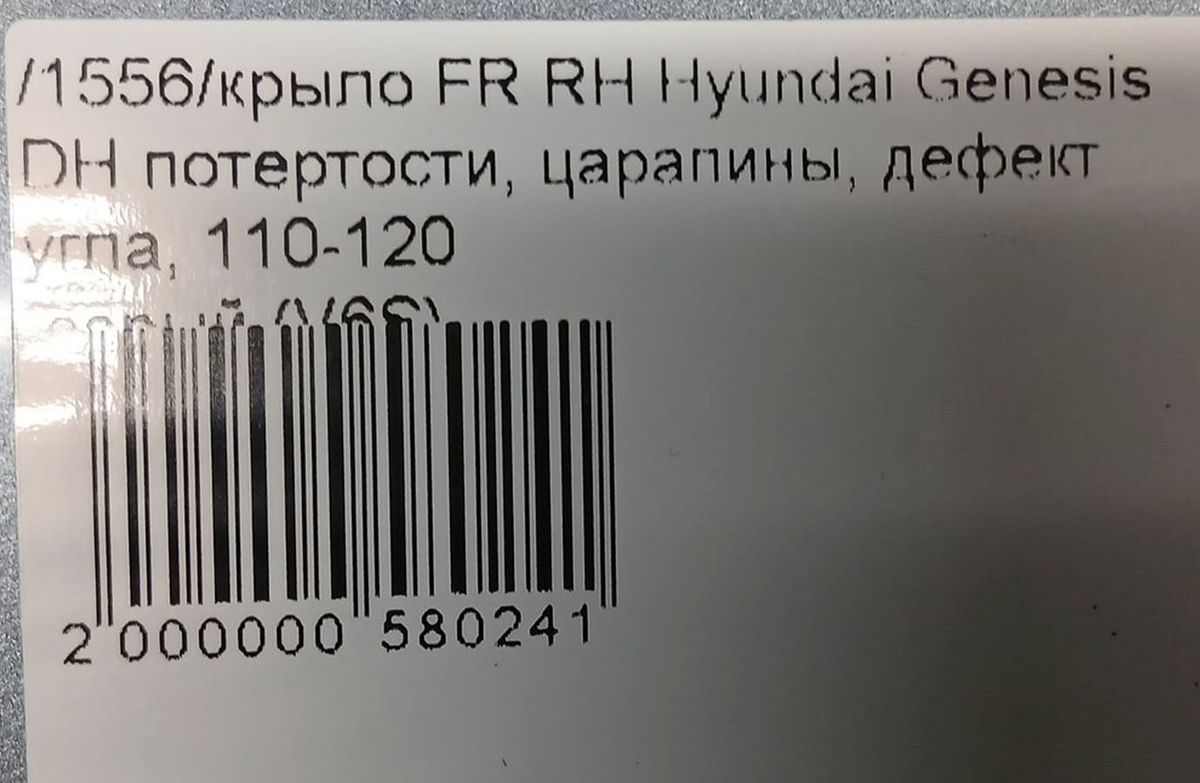 /1556/крыло FR RH Hyundai Genesis
DH потертости, царапины, дефект
угла, 110-120
2 000000 580241